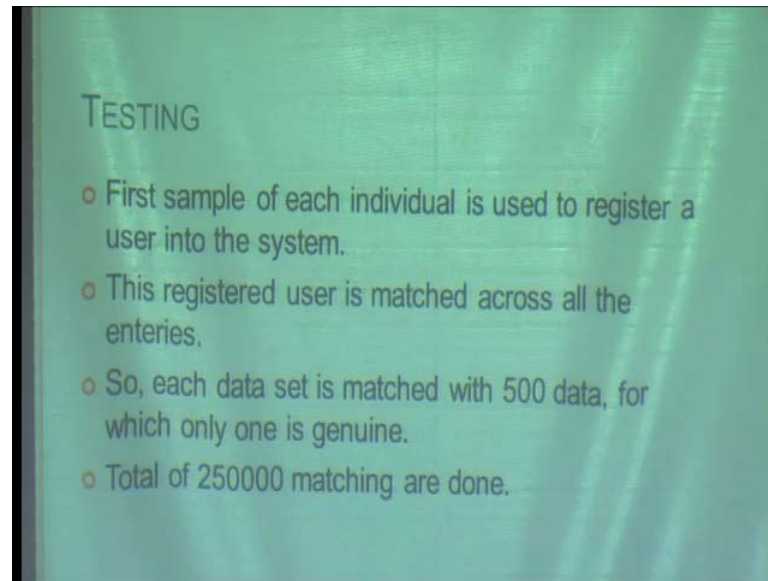 TESTING
First sample of each individual is used to register a
user into the system.
This registered user is matched across all the
enteries.
So, each data set is matched with 500 data, for
which only one is genuine.
Total of 250000 matching are done.